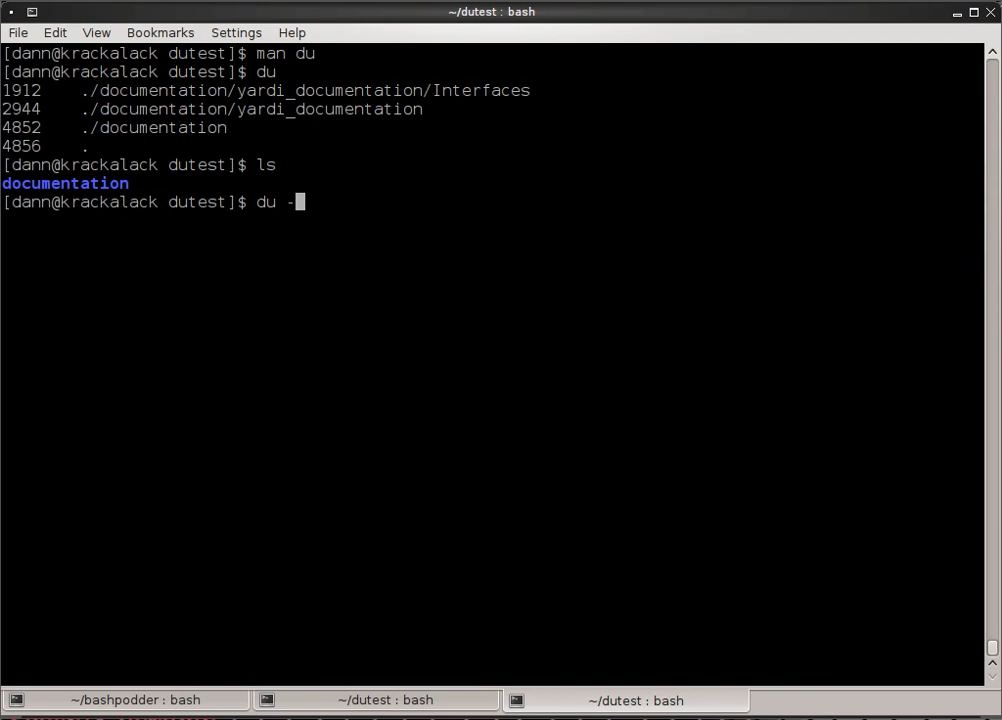 ~/dutest : bash
File Edit View Bookmarks Settings Help
[dann@krackalack dutest]$ man du
[dann@krackalack dutest]$ du
1912    ./documentation/yardi_documentation/Interfaces
2944    ./documentation/yardi_documentation
4852    ./documentation
4856    .
[dann@krackalack dutest]$ ls
documentation
[dann@krackalack dutest]$ du -
~/bashpodder : bash ~/dutest : bash ~/dutest : bash